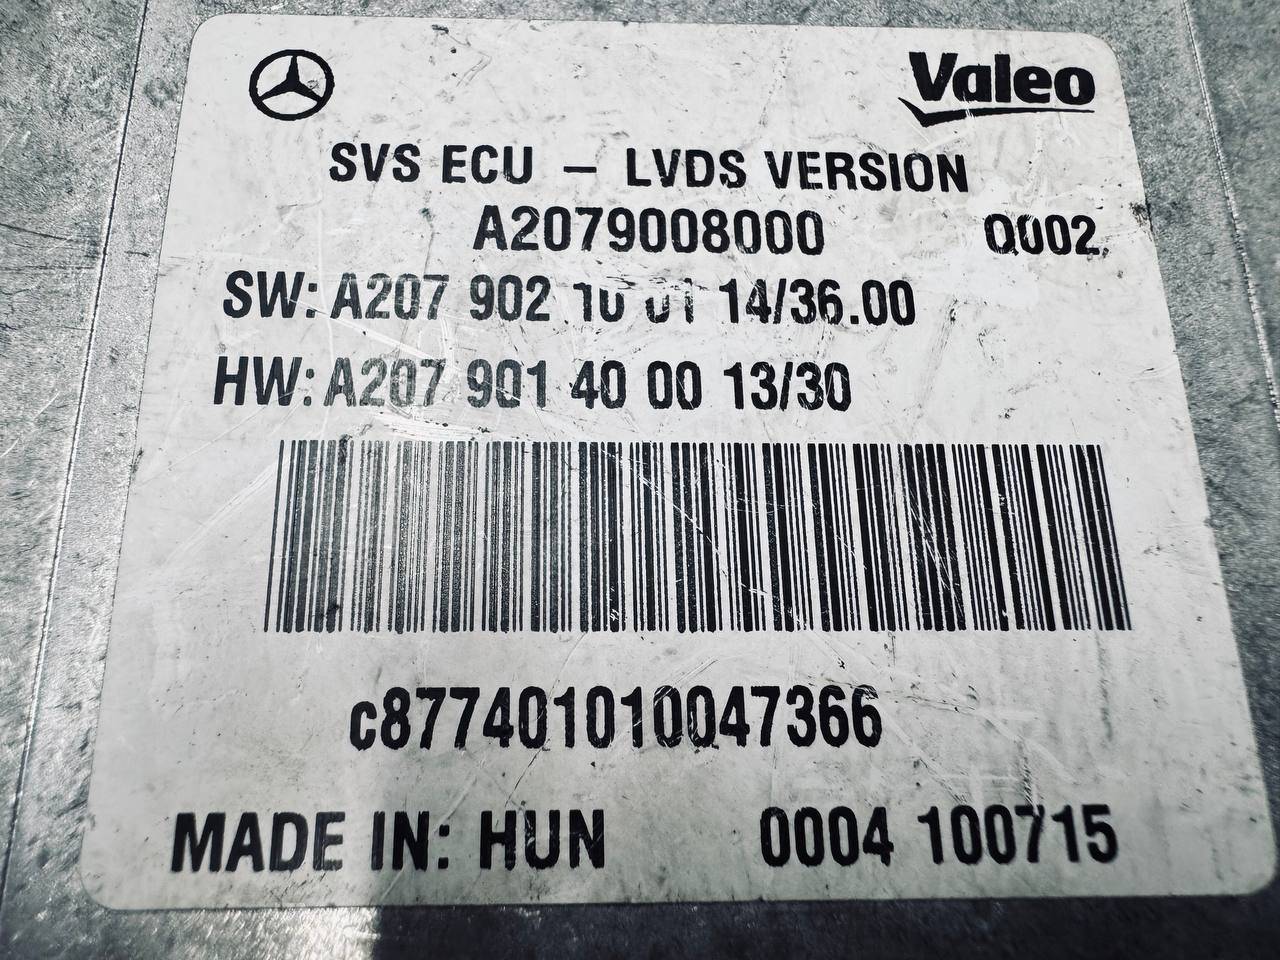 Valeo
SVS ECU – LVDS VERSION
A2079008000 Q002
SW: A207 902 10 01 14/36.00
HW: A207 901 40 00 13/30
c877401010047366
MADE IN: HUN 0004 100715